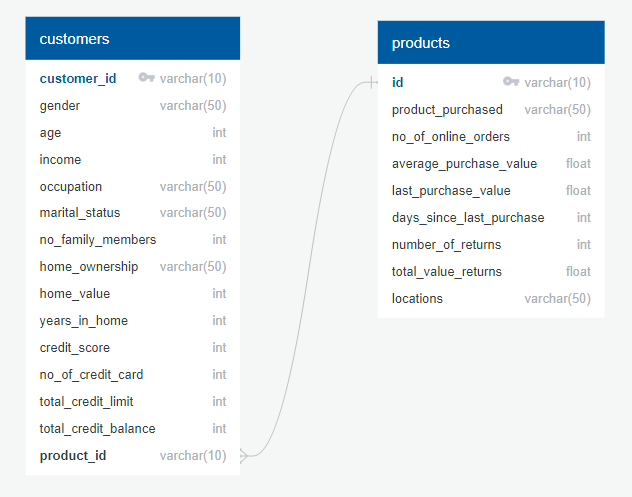 customers
customer_id varchar(10)
gender varchar(50)
age int
income int
occupation varchar(50)
marital_status varchar(50)
no_family_members int
home_ownership varchar(50)
home_value int
years_in_home int
credit_score int
no_of_credit_card int
total_credit_limit int
total_credit_balance int
product_id varchar(10)
products
id varchar(10)
product_purchased varchar(50)
no_of_online_orders int
average_purchase_value float
last_purchase_value float
days_since_last_purchase int
number_of_returns int
total_value_returns float
locations varchar(50)